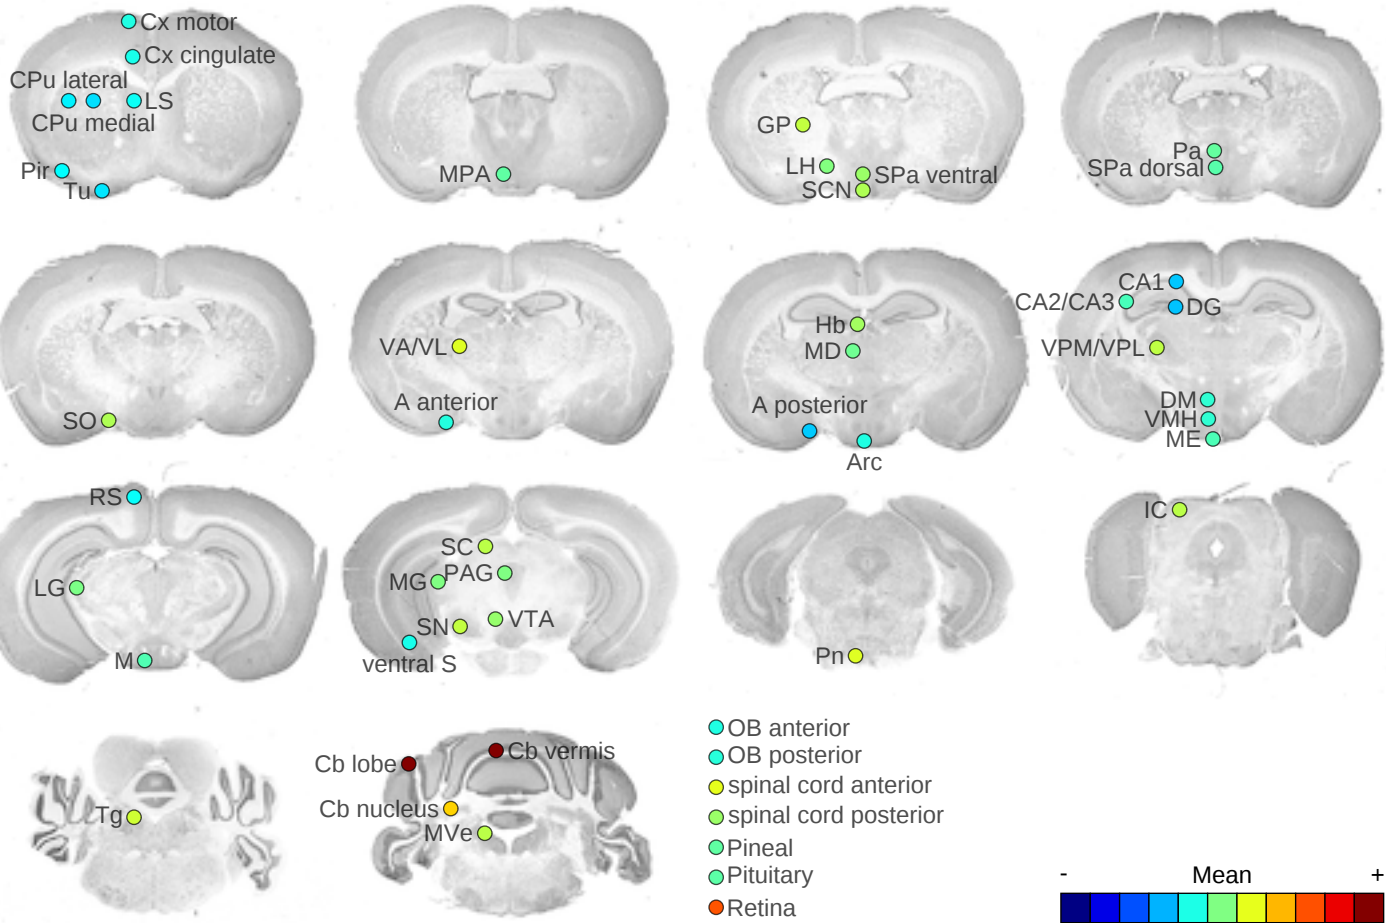 Cx motor
Cx cingulate
CPu lateral
LS
CPu medial
Pir
Tu
MPA
GP
LH
SPa ventral
SCN
Pa
SPa dorsal
SO
VA/VL
A anterior
Hb
MD
A posterior
Arc
CA1
CA2/CA3
DG
VPM/VPL
DM
VMH
ME
RS
LG
M
SC
MG
PAG
SN
VTA
ventral S
Pn
IC
Tg
Cb lobe
Cb vermis
Cb nucleus
MVe
OB anterior
OB posterior
spinal cord anterior
spinal cord posterior
Pineal
Pituitary
Retina
- Mean +